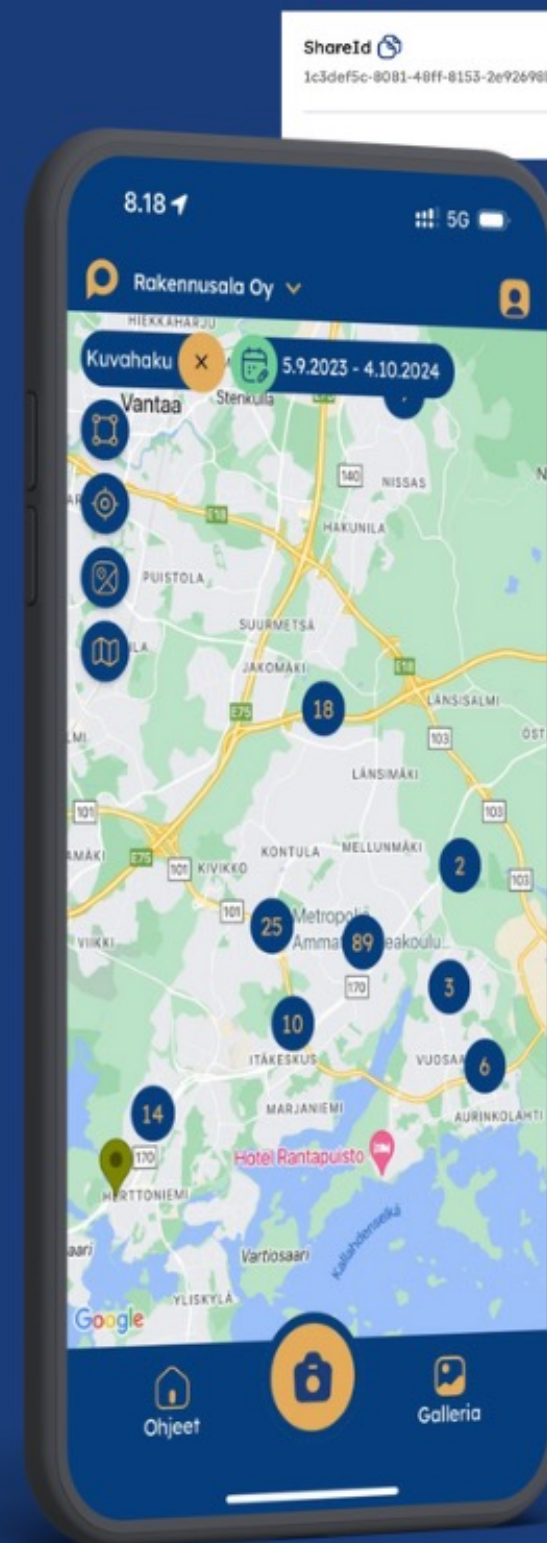 ShareId
8.18
5G
Rakennusala Oy
HIEKKAHARJU
Kuvahaku
5.9.2023 - 4.10.2024
Vantaa
Stenkulla
140
NISSAS
E18
HAKUNILA
PUISTOLA
SUURMETSÄ
JAKOMÄKI
E18
E75
18
LÄNSISALMI
103
LÄNSIMÄKI
101
103
E75
KONTULA
MELLUNMÄKI
2
101
KIVIKKO
103
101
25
Metropolia
VIIKKI
89
170
3
10
ITÄKESKUS
6
14
MARJANIEMI
AURINKOLAHTI
170
Hotel Rantapuisto
HERTTONIEMI
Kallahdenselkä
Vartiosaari
YLISKYLÄ
Google
Ohjeet
Galleria